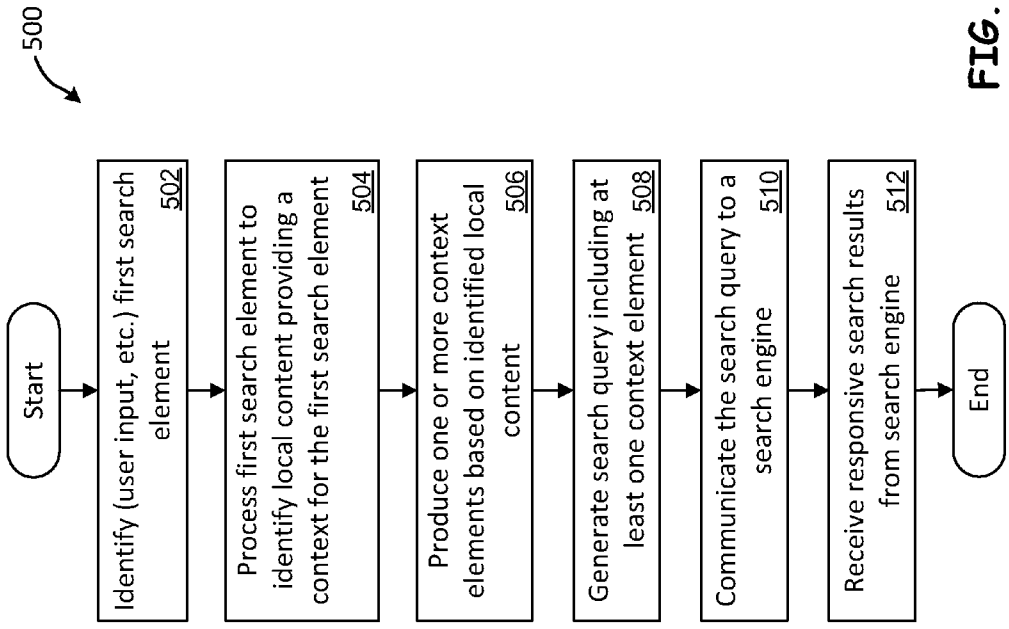 500
Start
Identify (user input, etc.) first search
element
502
Process first search element to
identify local content providing a
context for the first search element
504
Produce one or more context
elements based on identified local
content
506
Generate search query including at
least one context element
508
Communicate the search query to a
search engine
510
Receive responsive search results
from search engine
512
End
FIG.